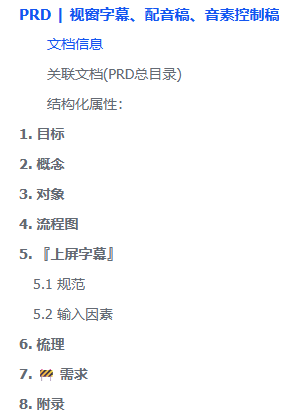 PRD | 视窗字幕、配音稿、音素控制稿
文档信息
关联文档(PRD总目录)
结构化属性：
1. 目标
2. 概念
3. 对象
4. 流程图
5. 『上屏字幕』
5.1 规范
5.2 输入因素
6. 梳理
7. 🚧 需求
8. 附录